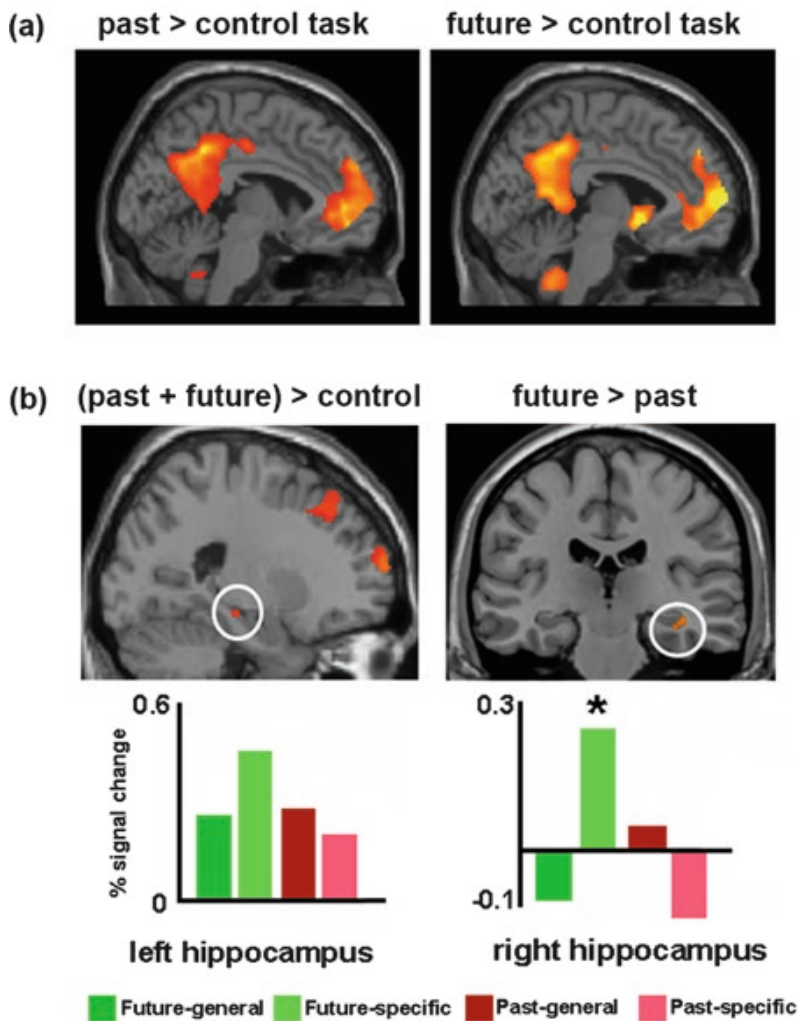 (a) past > control task future > control task
(b) (past + future) > control future > past
0.6
% signal change
0
left hippocampus
0.3
*
-0.1
right hippocampus
Future-general Future-specific Past-general Past-specific